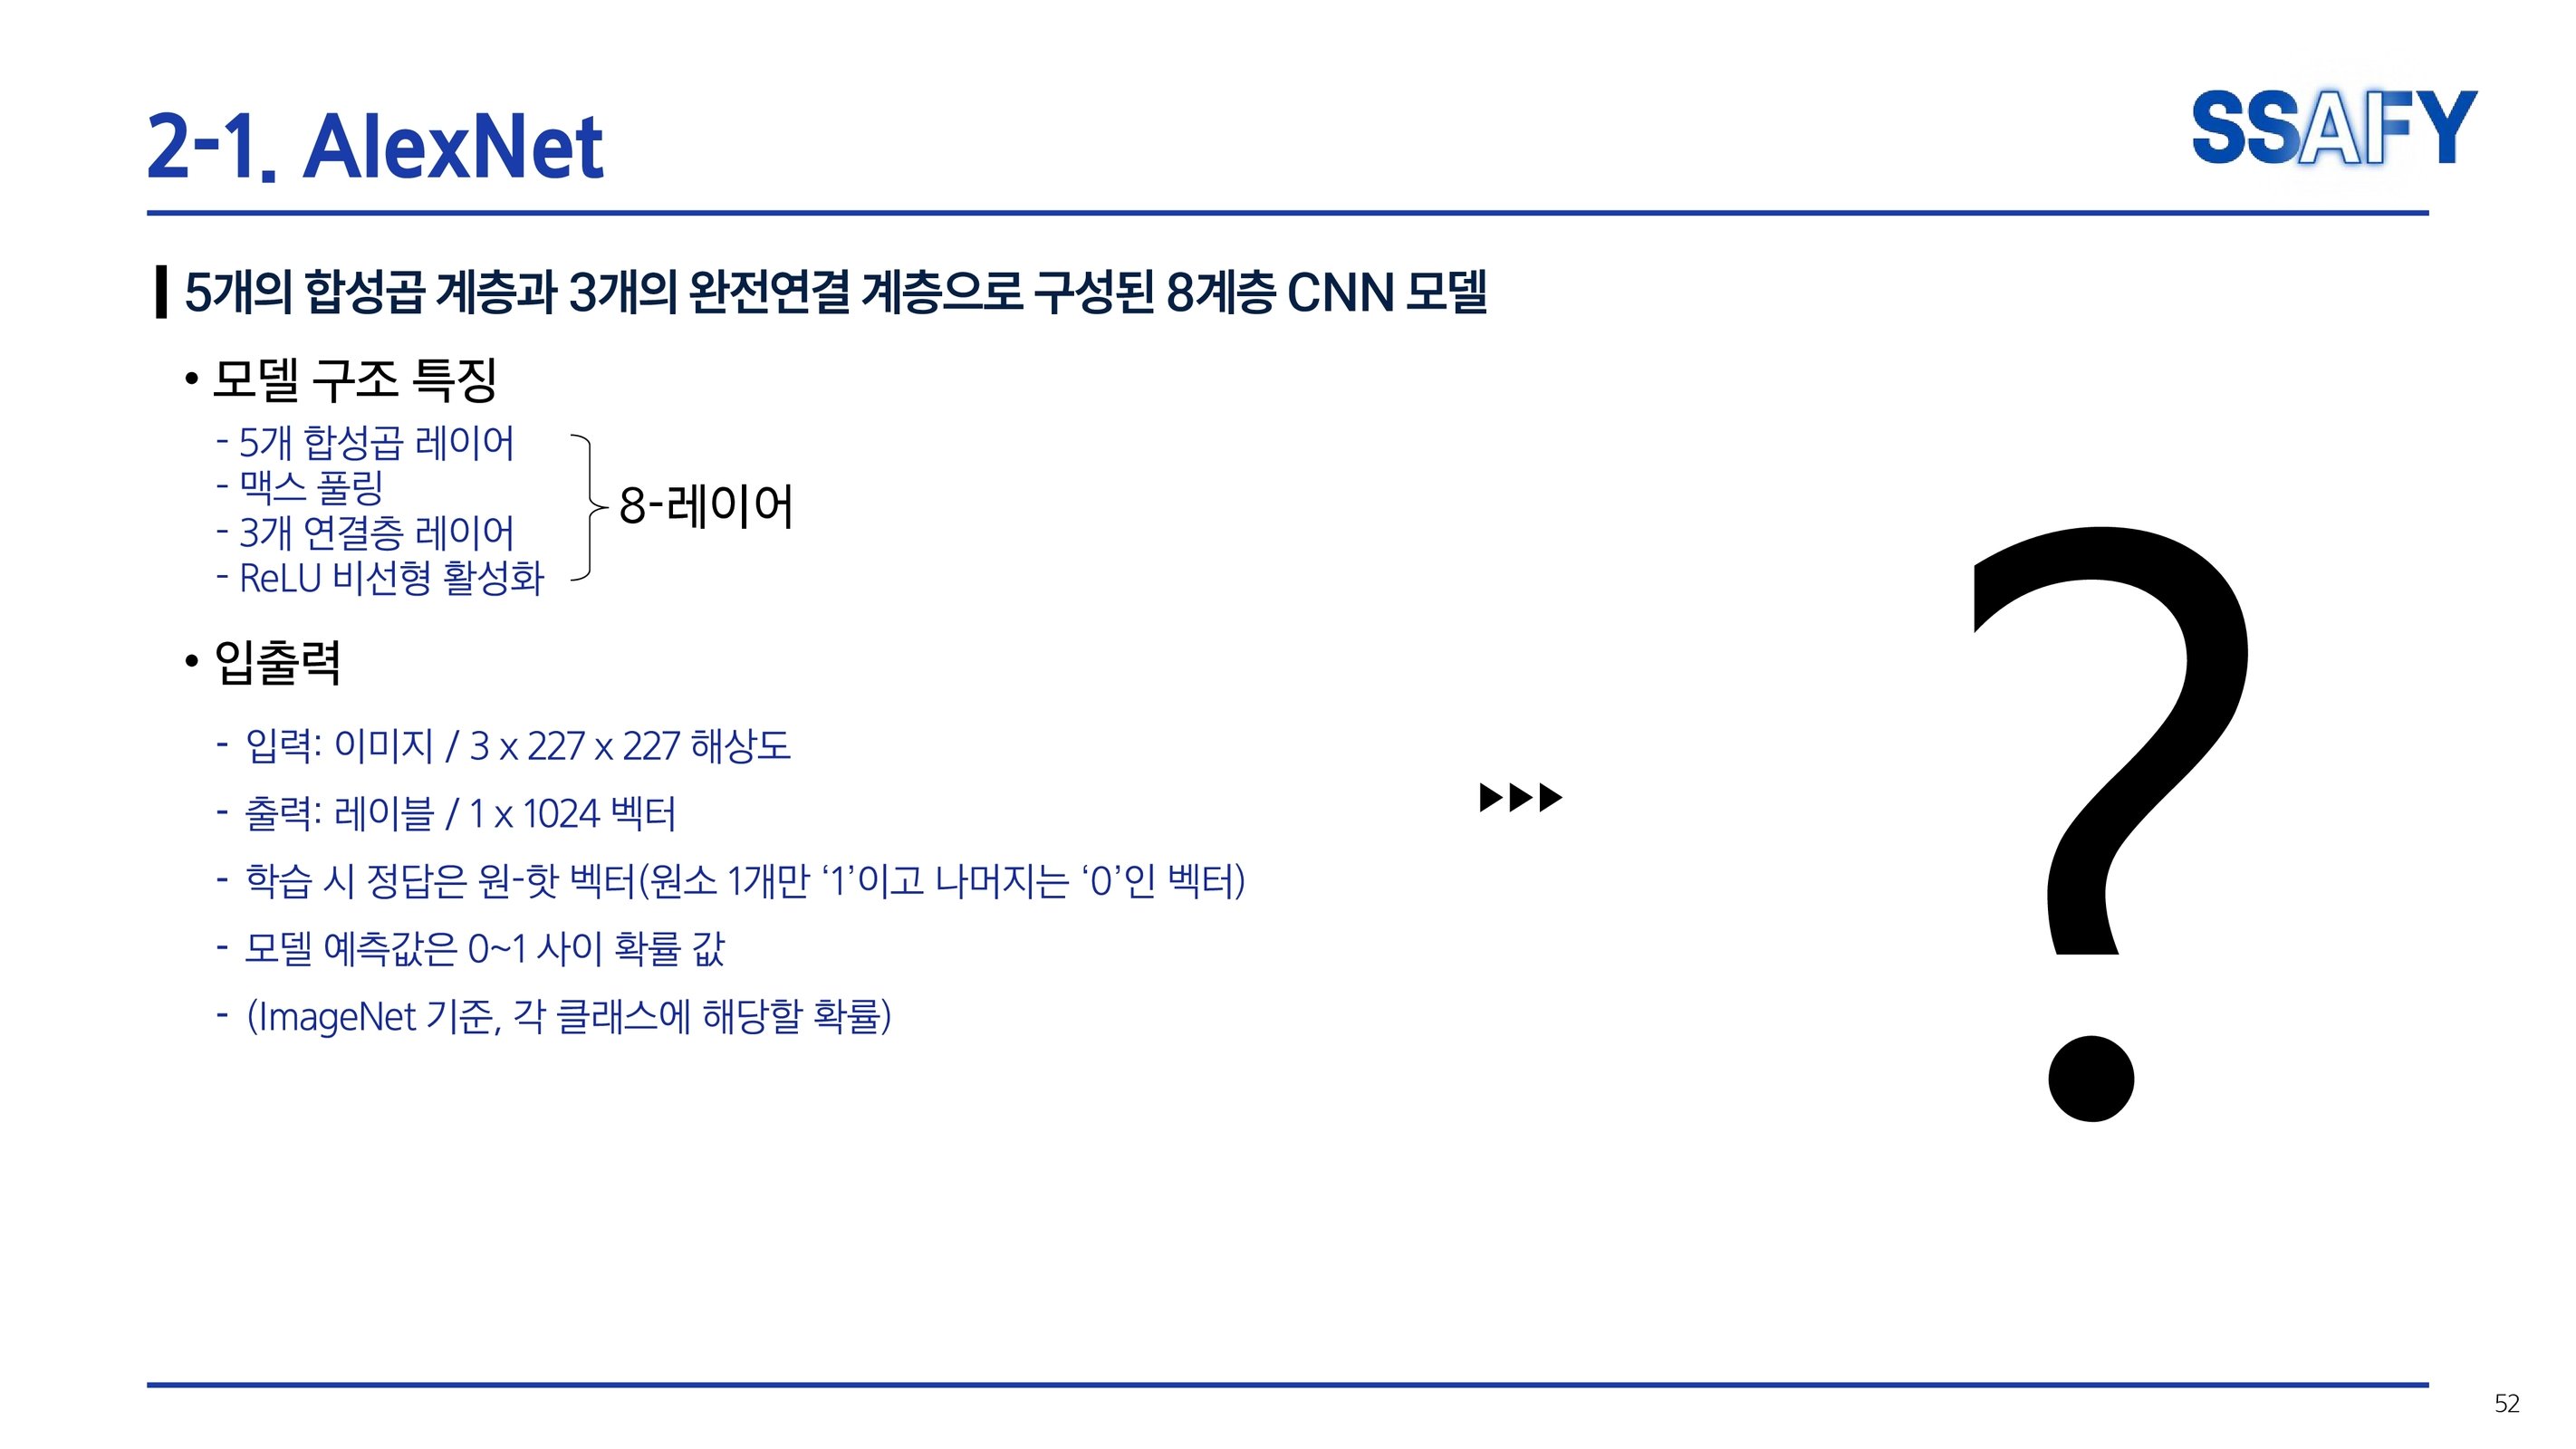 2-1. AlexNet
SSAFY
5개의 합성곱 계층과 3개의 완전연결 계층으로 구성된 8계층 CNN 모델
• 모델 구조 특징
- 5개 합성곱 레이어
- 맥스 풀링
- 3개 연결층 레이어
- ReLU 비선형 활성화
8-레이어
• 입출력
- 입력: 이미지 / 3 x 227 x 227 해상도
- 출력: 레이블 / 1 x 1024 벡터
- 학습 시 정답은 원-핫 벡터(원소 1개만 ‘1’이고 나머지는 ‘0’인 벡터)
- 모델 예측값은 0~1 사이 확률 값
- (ImageNet 기준, 각 클래스에 해당할 확률)
?
52